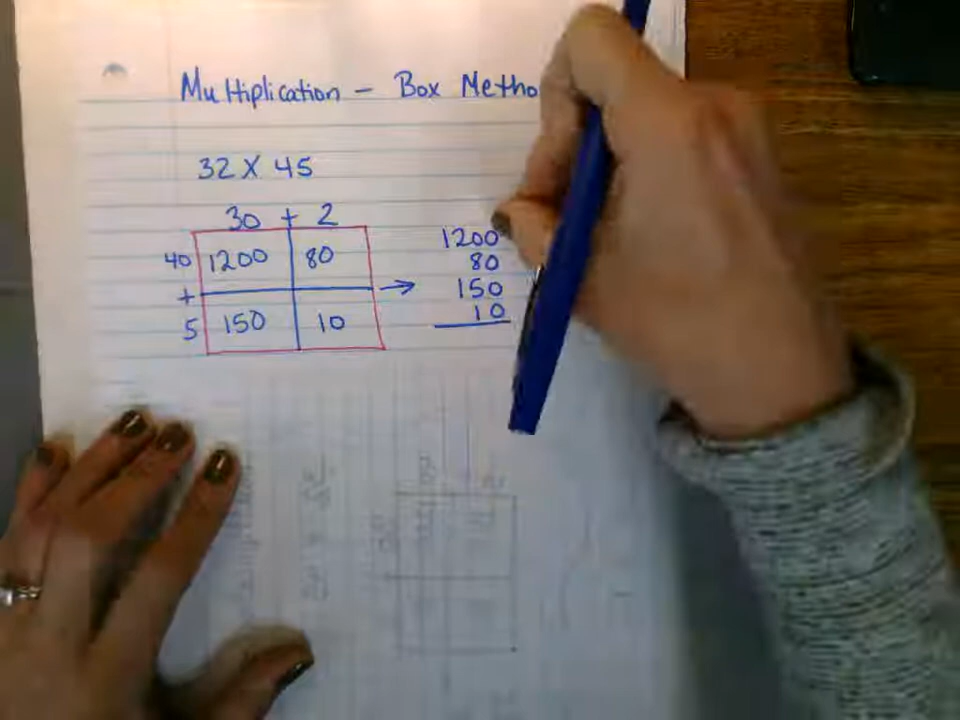 Multiplication - Box Metho
32 X 45
30 + 2
40 1200 80
+
5 150 10
→
1200
80
150
10